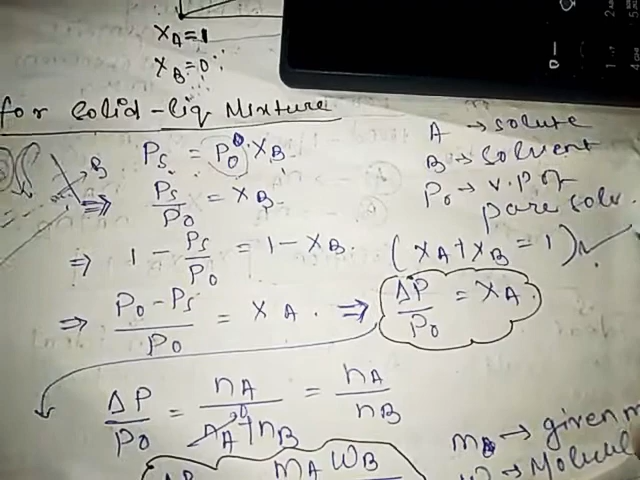 xA = 1
xB = 0
for Solid-liq Mixture
A → solute
B → solvent
Ps = P0° · xB
P0 → v.p of
pure solv.
⇒ Ps/P0 = xB
⇒ 1 - Ps/P0 = 1 - xB. (xA + xB = 1)
⇒ P0 - Ps/P0 = xA. ⇒ ΔP/P0 = xA.
ΔP/P0 = nA/nA + nB = nA/nB
mA WB
→ given
W → Molecul